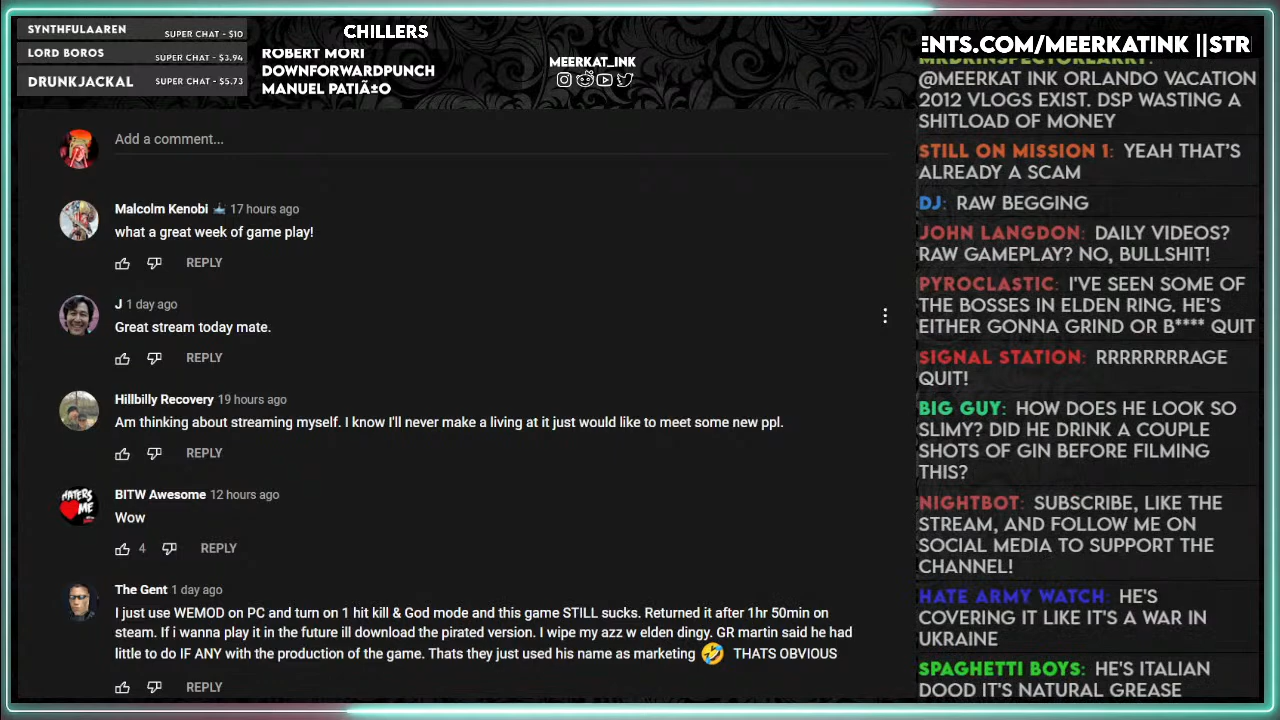 SYNTHFULAAREN
SUPER CHAT - $10
LORD BOROS
SUPER CHAT - $3.94
DRUNKJACKAL
SUPER CHAT - $5.73
CHILLERS
ROBERT MORI
DOWNFORWARDPUNCH
MANUEL PATIÃ±O
MEERKAT_INK
ENTS.COM/MEERKATINK ||STR
Add a comment...
Malcolm Kenobi 17 hours ago
what a great week of game play!
REPLY
J 1 day ago
Great stream today mate.
REPLY
Hillbilly Recovery 19 hours ago
Am thinking about streaming myself. I know I'll never make a living at it just would like to meet some new ppl.
REPLY
HATERS
ME
BITW Awesome 12 hours ago
Wow
4 REPLY
The Gent 1 day ago
I just use WEMOD on PC and turn on 1 hit kill & God mode and this game STILL sucks. Returned it after 1hr 50min on
steam. If i wanna play it in the future ill download the pirated version. I wipe my azz w elden dingy. GR martin said he had
little to do IF ANY with the production of the game. Thats they just used his name as marketing 🤣 THATS OBVIOUS
REPLY
MRDRINSPECTORLARRY:
@MEERKAT INK ORLANDO VACATION
2012 VLOGS EXIST. DSP WASTING A
SHITLOAD OF MONEY
STILL ON MISSION 1: YEAH THAT'S
ALREADY A SCAM
DJ: RAW BEGGING
JOHN LANGDON: DAILY VIDEOS?
RAW GAMEPLAY? NO, BULLSHIT!
PYROCLASTIC: I'VE SEEN SOME OF
THE BOSSES IN ELDEN RING. HE'S
EITHER GONNA GRIND OR B**** QUIT
SIGNAL STATION: RRRRRRRRAGE
QUIT!
BIG GUY: HOW DOES HE LOOK SO
SLIMY? DID HE DRINK A COUPLE
SHOTS OF GIN BEFORE FILMING
THIS?
NIGHTBOT: SUBSCRIBE, LIKE THE
STREAM, AND FOLLOW ME ON
SOCIAL MEDIA TO SUPPORT THE
CHANNEL!
HATE ARMY WATCH: HE'S
COVERING IT LIKE IT'S A WAR IN
UKRAINE
SPAGHETTI BOYS: HE'S ITALIAN
DOOD IT'S NATURAL GREASE